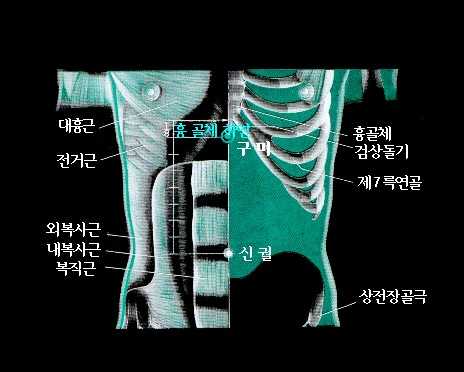 대흉근
전거근
외복사근
내복사근
복직근
흉골체
구미
신궐
흉골체
검상돌기
제7륵연골
상전장골극